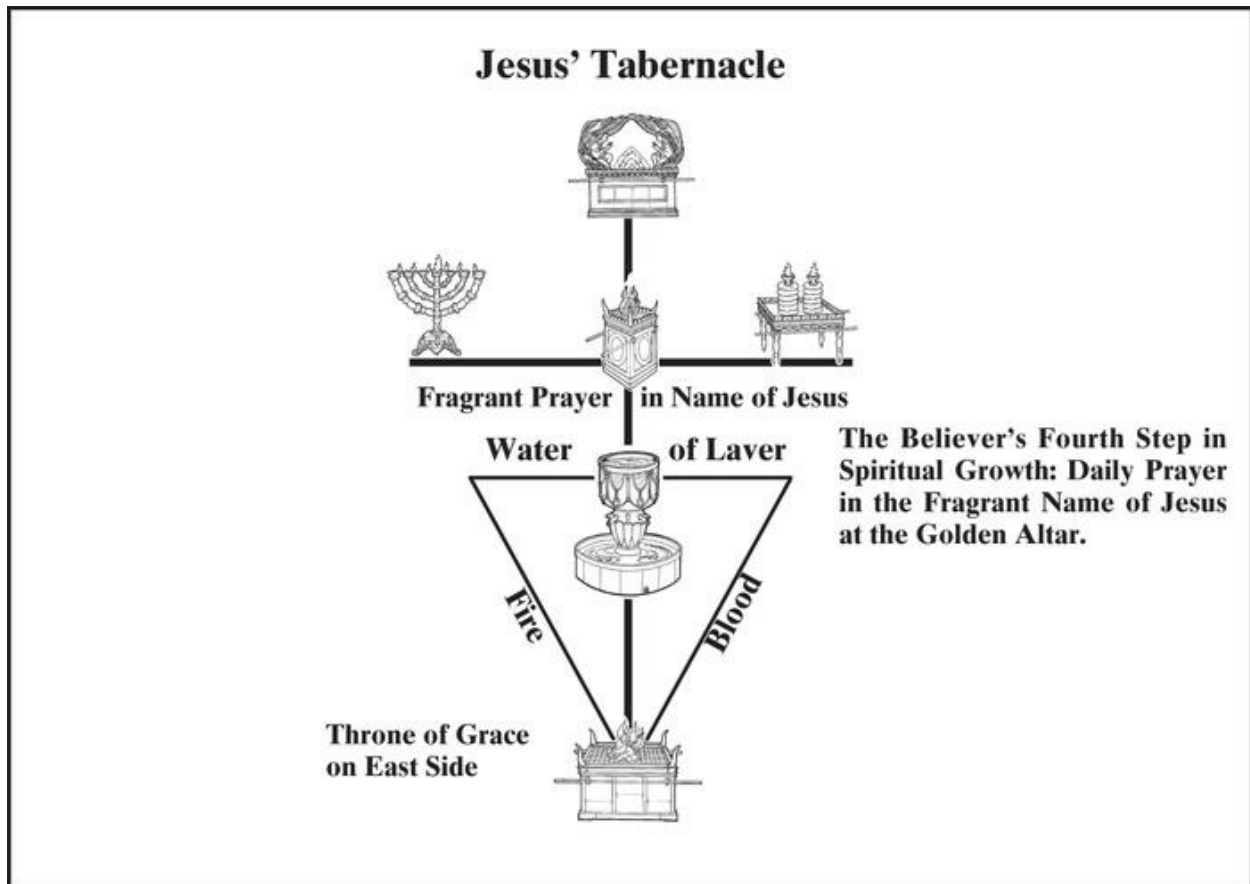 Jesus’ Tabernacle
Fragrant Prayer in Name of Jesus
Water of Laver
The Believer’s Fourth Step in
Spiritual Growth: Daily Prayer
in the Fragrant Name of Jesus
at the Golden Altar.
Fire
Blood
Throne of Grace
on East Side